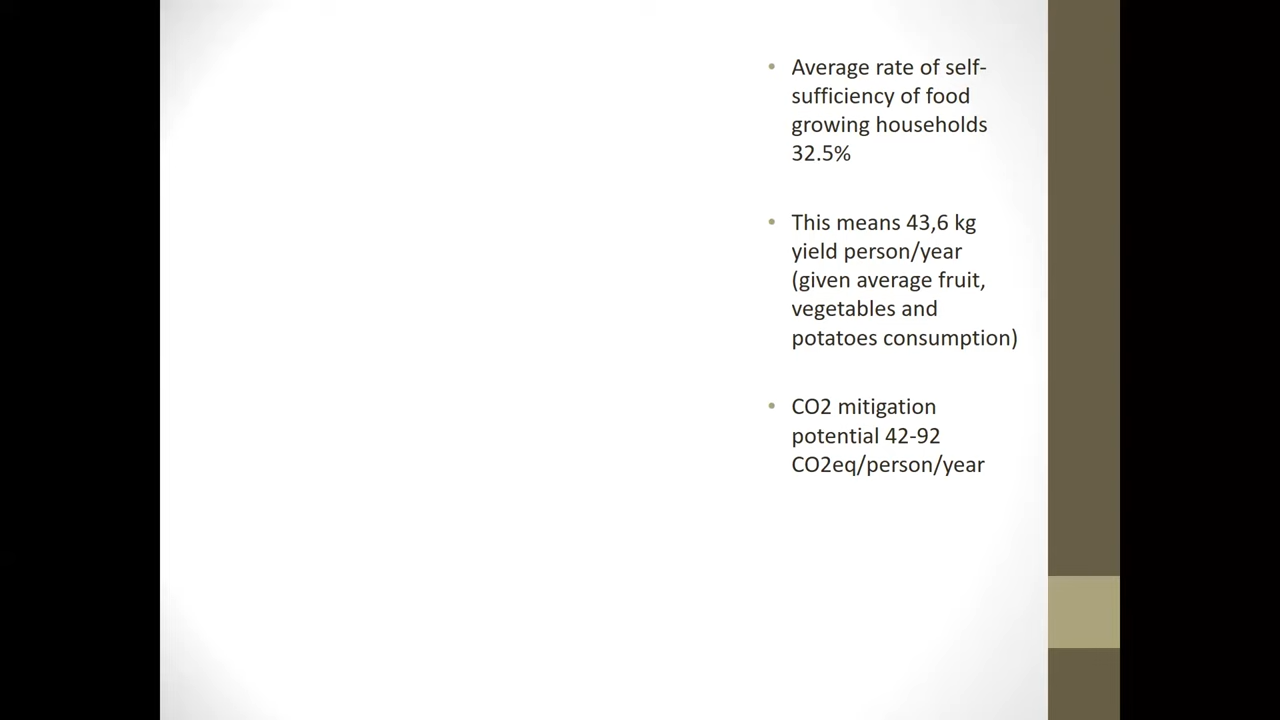 • Average rate of self-
sufficiency of food
growing households
32.5%
• This means 43,6 kg
yield person/year
(given average fruit,
vegetables and
potatoes consumption)
• CO2 mitigation
potential 42-92
CO2eq/person/year